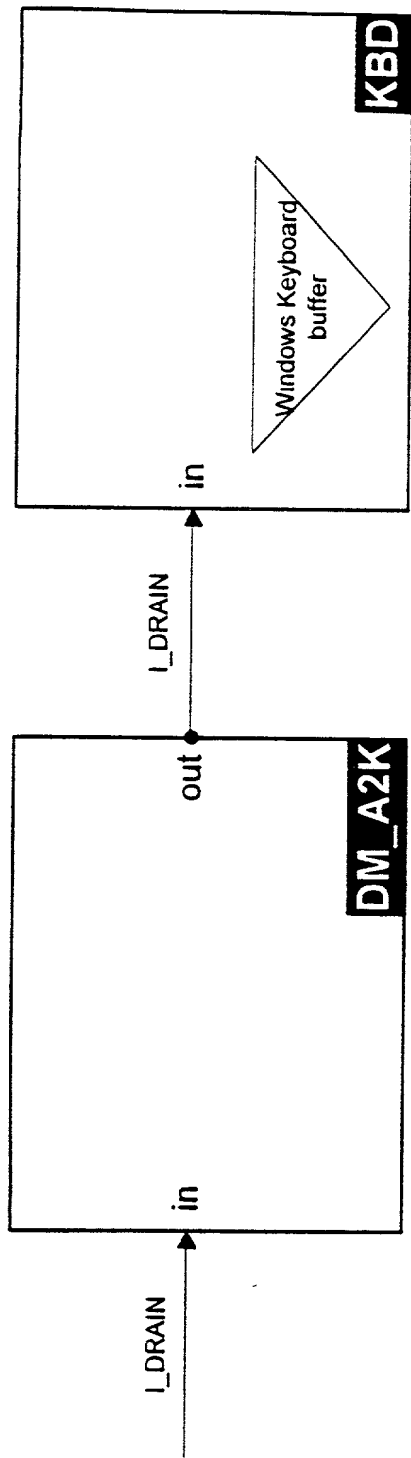 I_DRAIN
in
out
DM_A2K
I_DRAIN
in
Windows Keyboard
buffer
KBD